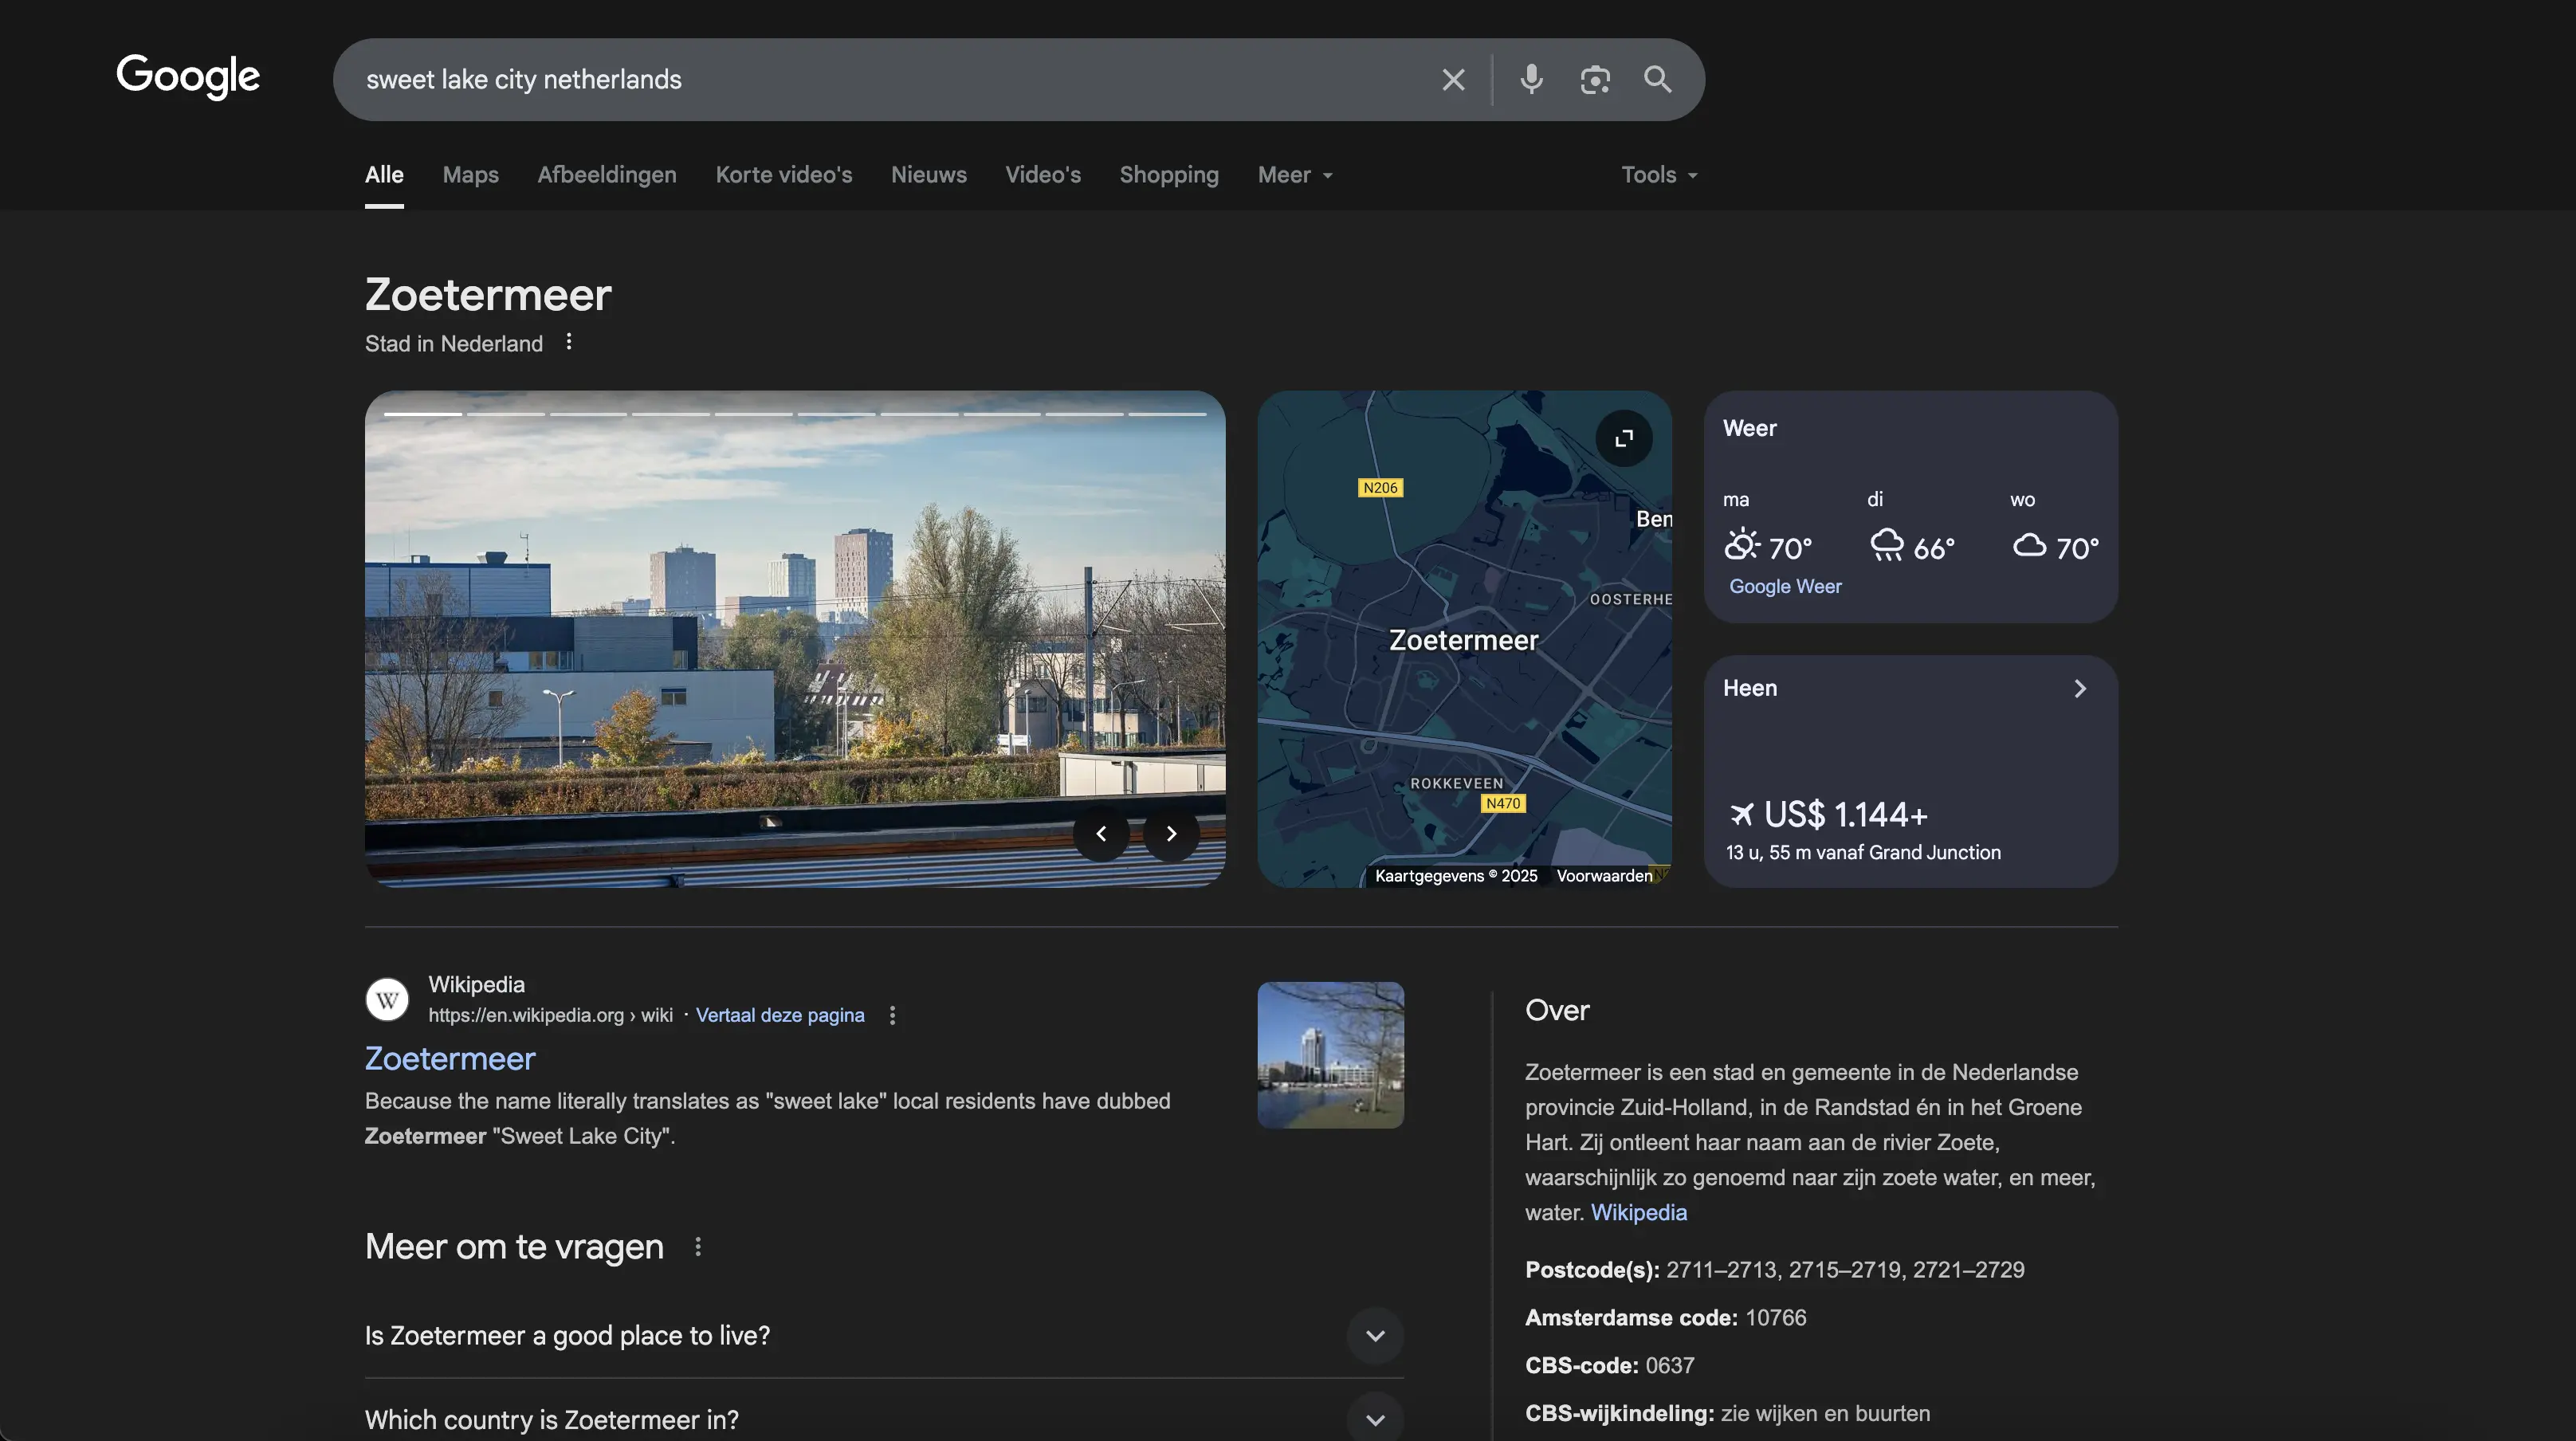 Google
sweet lake city netherlands
Alle Maps Afbeeldingen Korte video's Nieuws Video's Shopping Meer Tools
Zoetermeer
Stad in Nederland
N206
Ben
OOSTERHE
Zoetermeer
ROKKEVEEN
N470
Kaartgegevens © 2025 Voorwaarden
Weer
ma di wo
70° 66° 70°
Google Weer
Heen
US$ 1.144+
13 u, 55 m vanaf Grand Junction
W
Wikipedia
https://en.wikipedia.org › wiki · Vertaal deze pagina
Zoetermeer
Because the name literally translates as "sweet lake" local residents have dubbed
Zoetermeer "Sweet Lake City".
Meer om te vragen
Is Zoetermeer a good place to live?
Which country is Zoetermeer in?
Over
Zoetermeer is een stad en gemeente in de Nederlandse
provincie Zuid-Holland, in de Randstad én in het Groene
Hart. Zij ontleent haar naam aan de rivier Zoete,
waarschijnlijk zo genoemd naar zijn zoete water, en meer,
water. Wikipedia
Postcode(s): 2711–2713, 2715–2719, 2721–2729
Amsterdamse code: 10766
CBS-code: 0637
CBS-wijkindeling: zie wijken en buurten